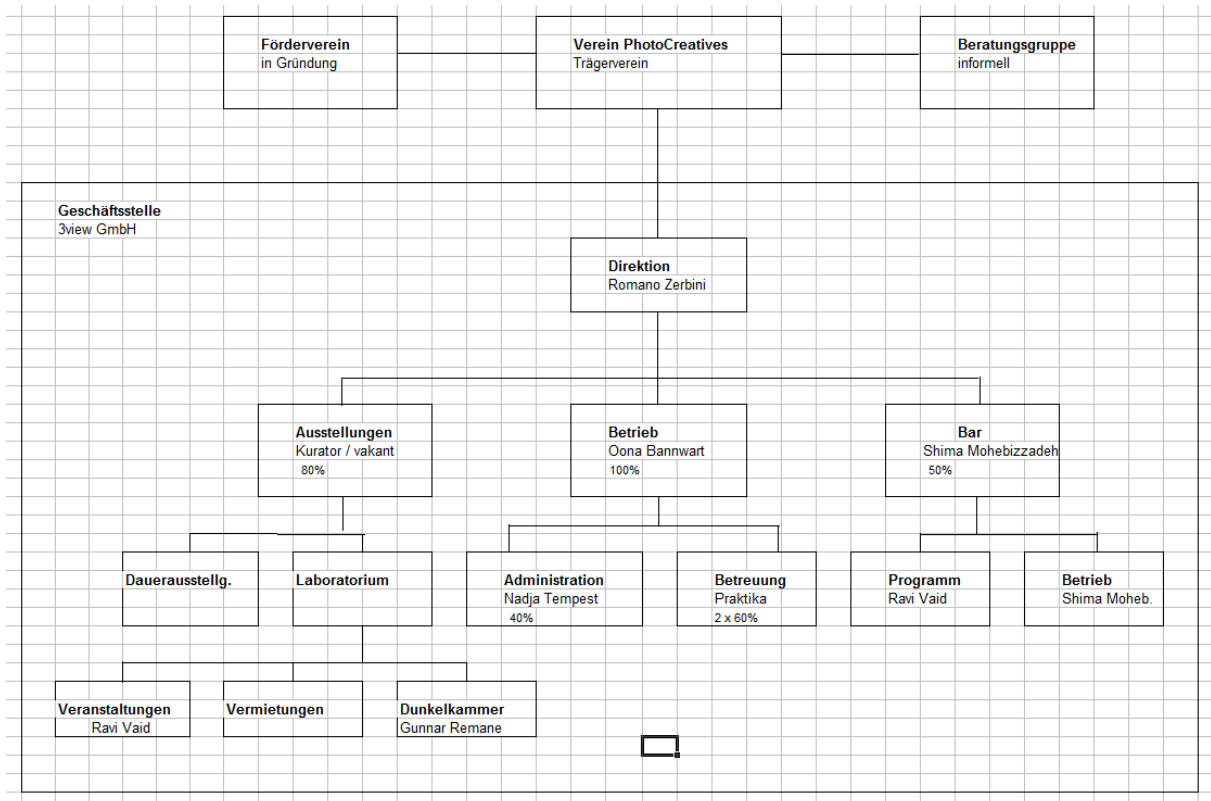 Förderverein
in Gründung
Verein PhotoCreatives
Trägerverein
Beratungsgruppe
informell
Geschäftsstelle
3view GmbH
Direktion
Romano Zerbini
Ausstellungen
Kurator / vakant
80%
Betrieb
Oona Bannwart
100%
Bar
Shima Mohebizzadeh
50%
Dauerausstellg.
Laboratorium
Administration
Nadja Tempest
40%
Betreuung
Praktika
2 x 60%
Programm
Ravi Vaid
Betrieb
Shima Moheb.
Veranstaltungen
Ravi Vaid
Vermietungen
Dunkelkammer
Gunnar Remane